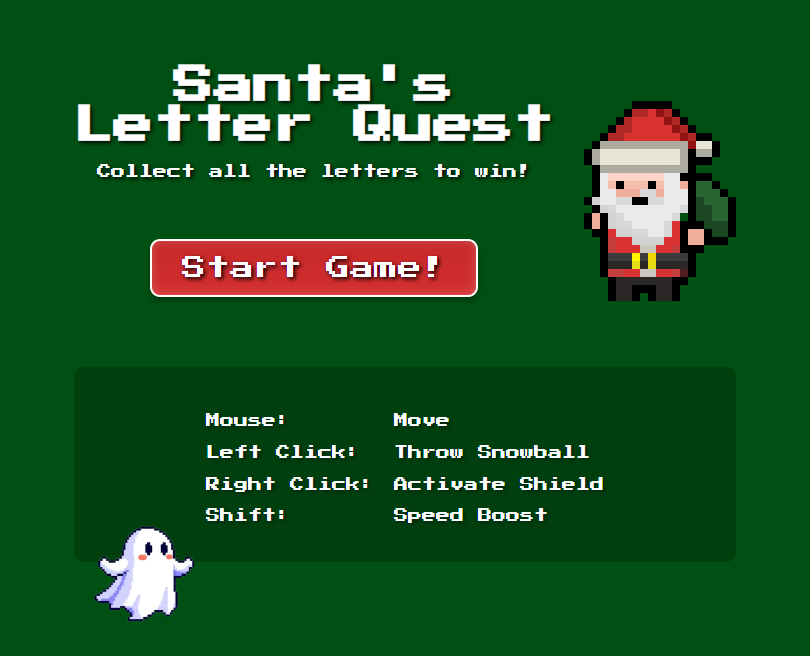 Santa's
Letter Quest
Collect all the letters to win!
Start Game!
Mouse: Move
Left Click: Throw Snowball
Right Click: Activate Shield
Shift: Speed Boost